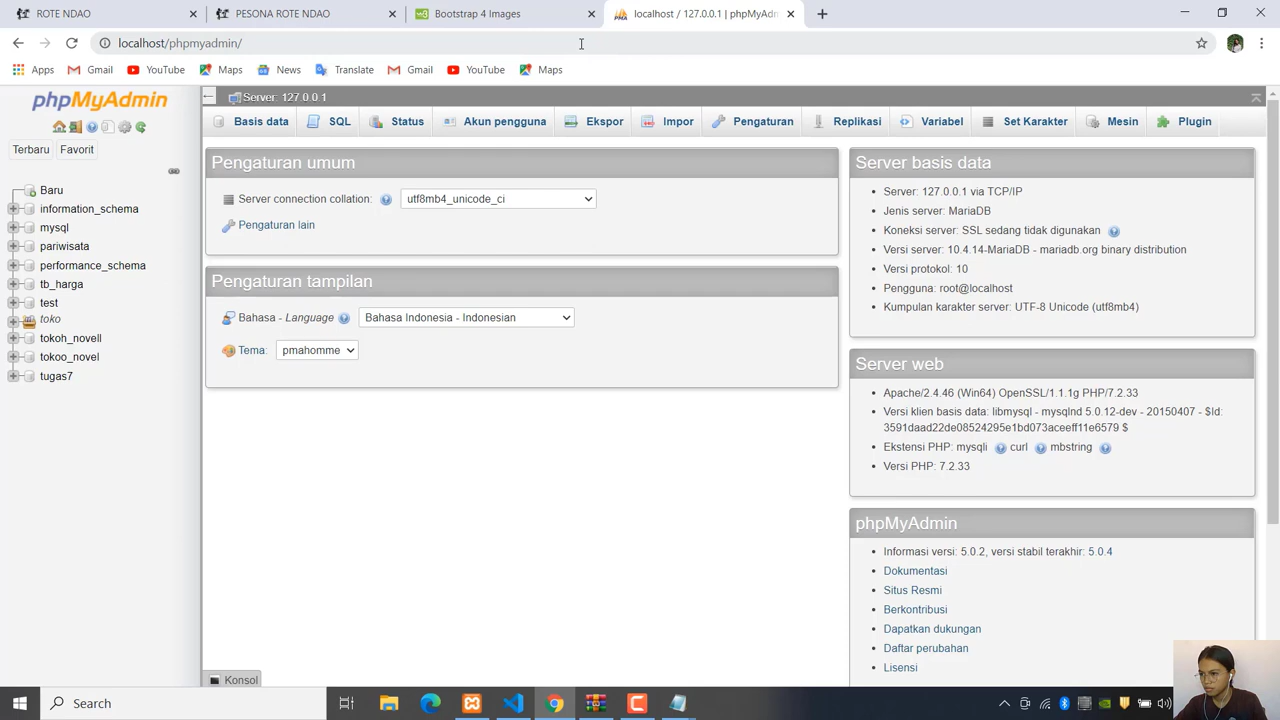 ROTE NDAO
PESONA ROTE NDAO
Bootstrap 4 Images
localhost / 127.0.0.1 | phpMyAdm
localhost/phpmyadmin/
Apps
Gmail
YouTube
Maps
News
Translate
Gmail
YouTube
Maps
phpMyAdmin
Terbaru
Favorit
Baru
information_schema
mysql
pariwisata
performance_schema
tb_harga
test
toko
tokoh_novell
tokoo_novel
tugas7
Server: 127.0.0.1
Basis data
SQL
Status
Akun pengguna
Ekspor
Impor
Pengaturan
Replikasi
Variabel
Set Karakter
Mesin
Plugin
Pengaturan umum
Server connection collation:
utf8mb4_unicode_ci
Pengaturan lain
Pengaturan tampilan
Bahasa - Language
Bahasa Indonesia - Indonesian
Tema:
pmahomme
Server basis data
Server: 127.0.0.1 via TCP/IP
Jenis server: MariaDB
Koneksi server: SSL sedang tidak digunakan
Versi server: 10.4.14-MariaDB - mariadb.org binary distribution
Versi protokol: 10
Pengguna: root@localhost
Kumpulan karakter server: UTF-8 Unicode (utf8mb4)
Server web
Apache/2.4.46 (Win64) OpenSSL/1.1.1g PHP/7.2.33
Versi klien basis data: libmysql - mysqlnd 5.0.12-dev - 20150407 - $Id:
3591daad22de08524295e1bd073aceeff11e6579 $
Ekstensi PHP: mysqli curl mbstring
Versi PHP: 7.2.33
phpMyAdmin
Informasi versi: 5.0.2, versi stabil terakhir: 5.0.4
Dokumentasi
Situs Resmi
Berkontribusi
Dapatkan dukungan
Daftar perubahan
Lisensi
Konsol
Search